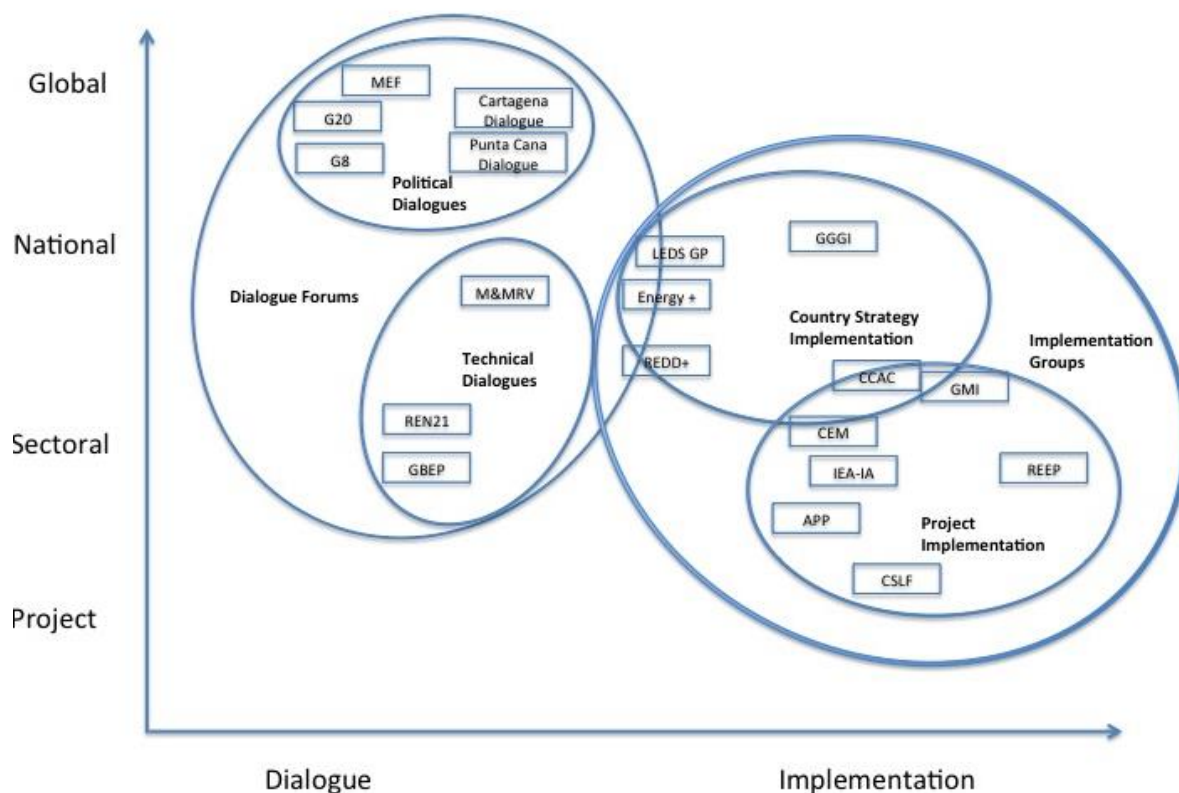 Global
MEF
Cartagena
Dialogue
G20
Punta Cana
Dialogue
G8
Political
Dialogues
National
LEDS GP
GGGI
Dialogue Forums
M&MRV
Energy +
Country Strategy
Implementation
Implementation
Groups
Technical
Dialogues
REDD+
CCAC
GMI
Sectoral
REN21
CEM
GBEP
IEA-IA
REEP
APP
Project
Implementation
CSLF
Project
Dialogue
Implementation